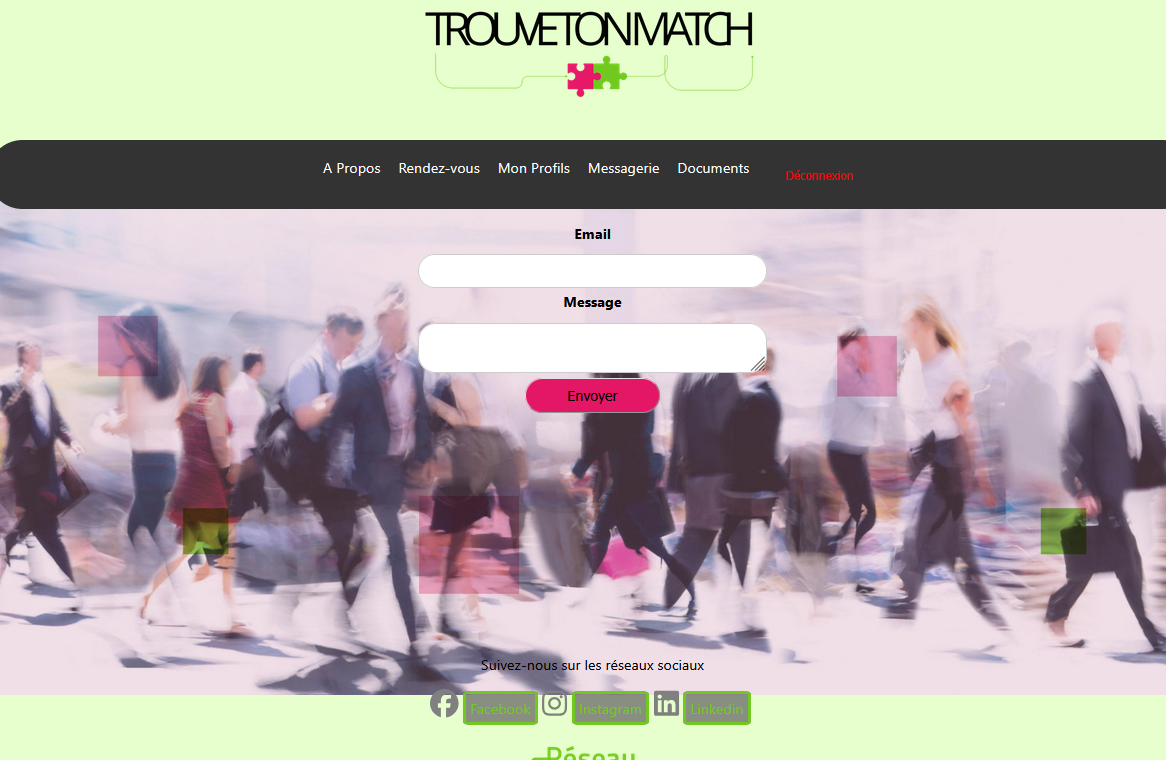 TROUVETONMATCH
A Propos Rendez-vous Mon Profils Messagerie Documents Déconnexion
Email
Message
Envoyer
Suivez-nous sur les réseaux sociaux
Facebook Instagram Linkedin
Réseau